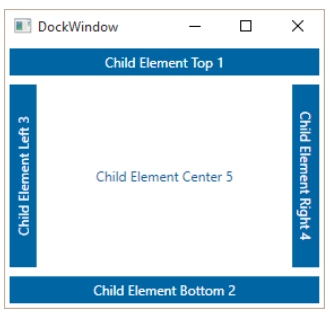 DockWindow
Child Element Top 1
Child Element Left 3
Child Element Center 5
Child Element Right 4
Child Element Bottom 2